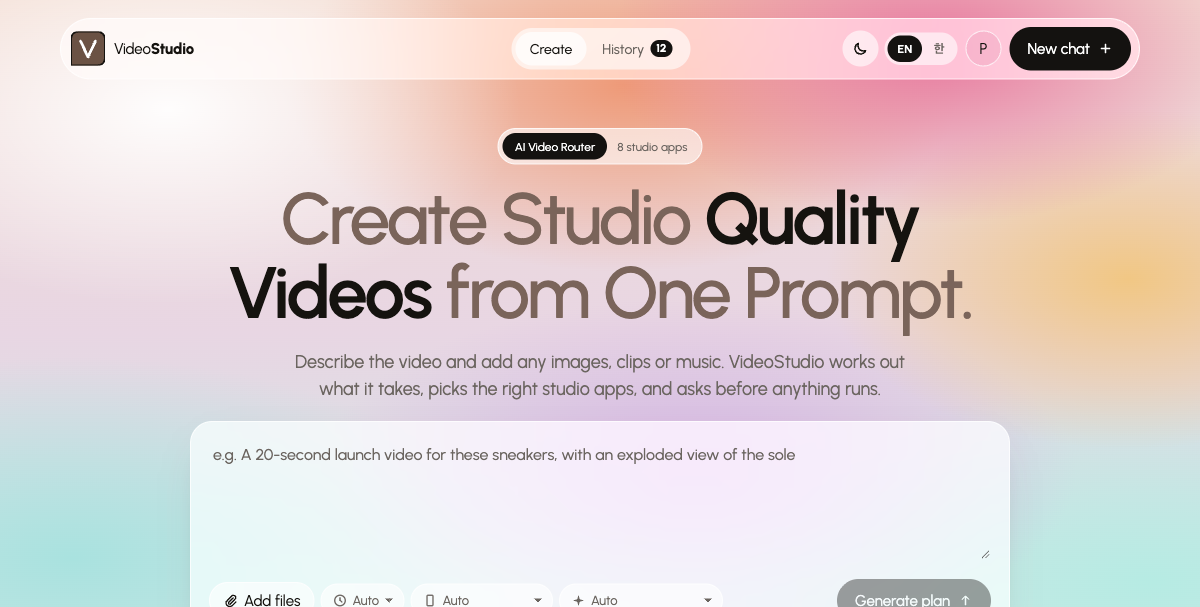 V VideoStudio
Create History 12
EN 한 P New chat +
AI Video Router 8 studio apps
Create Studio Quality
Videos from One Prompt.
Describe the video and add any images, clips or music. VideoStudio works out
what it takes, picks the right studio apps, and asks before anything runs.
e.g. A 20-second launch video for these sneakers, with an exploded view of the sole
Add files Auto Auto Auto Generate plan ↑